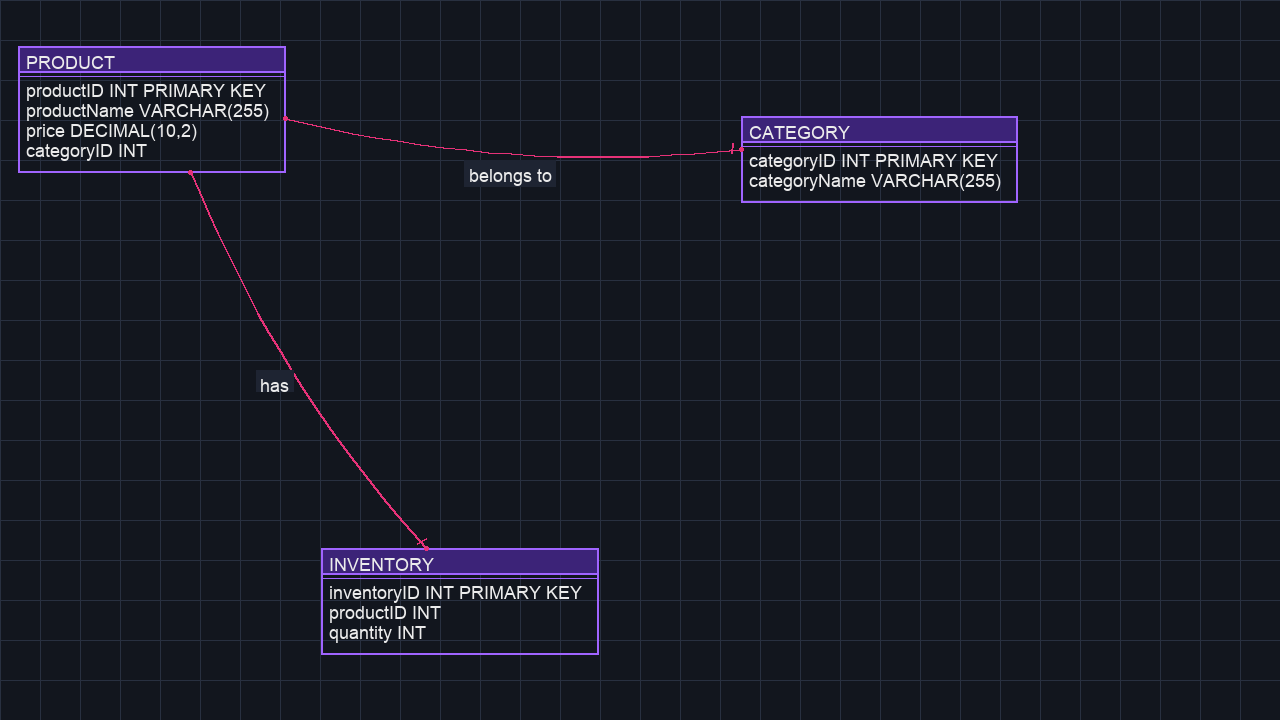 PRODUCT
productID INT PRIMARY KEY
productName VARCHAR(255)
price DECIMAL(10,2)
categoryID INT
belongs to
CATEGORY
categoryID INT PRIMARY KEY
categoryName VARCHAR(255)
has
INVENTORY
inventoryID INT PRIMARY KEY
productID INT
quantity INT